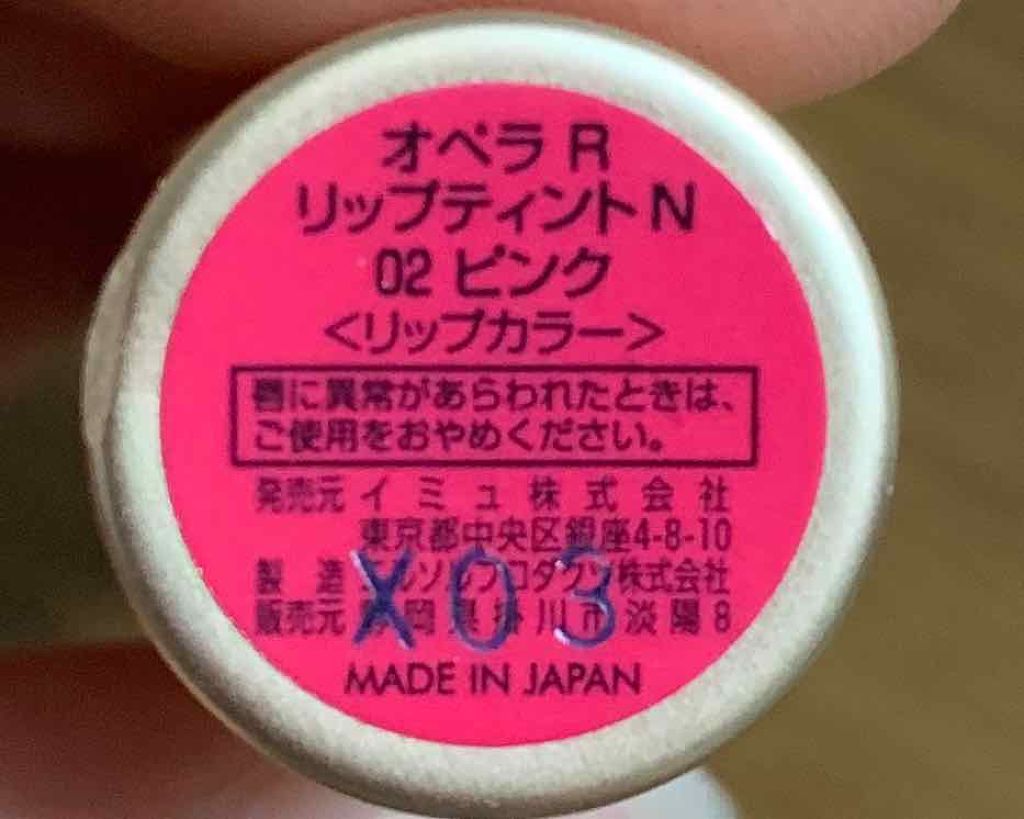 オペラ R
リップティント N
02 ピンク
<リップカラー>
唇に異常があらわれたときは、
ご使用をおやめください。
発売元 イミュ株式会社
東京都中央区銀座4-8-10
製造 株式会社
販売元 岡県掛川市淡陽8
X03
MADE IN JAPAN